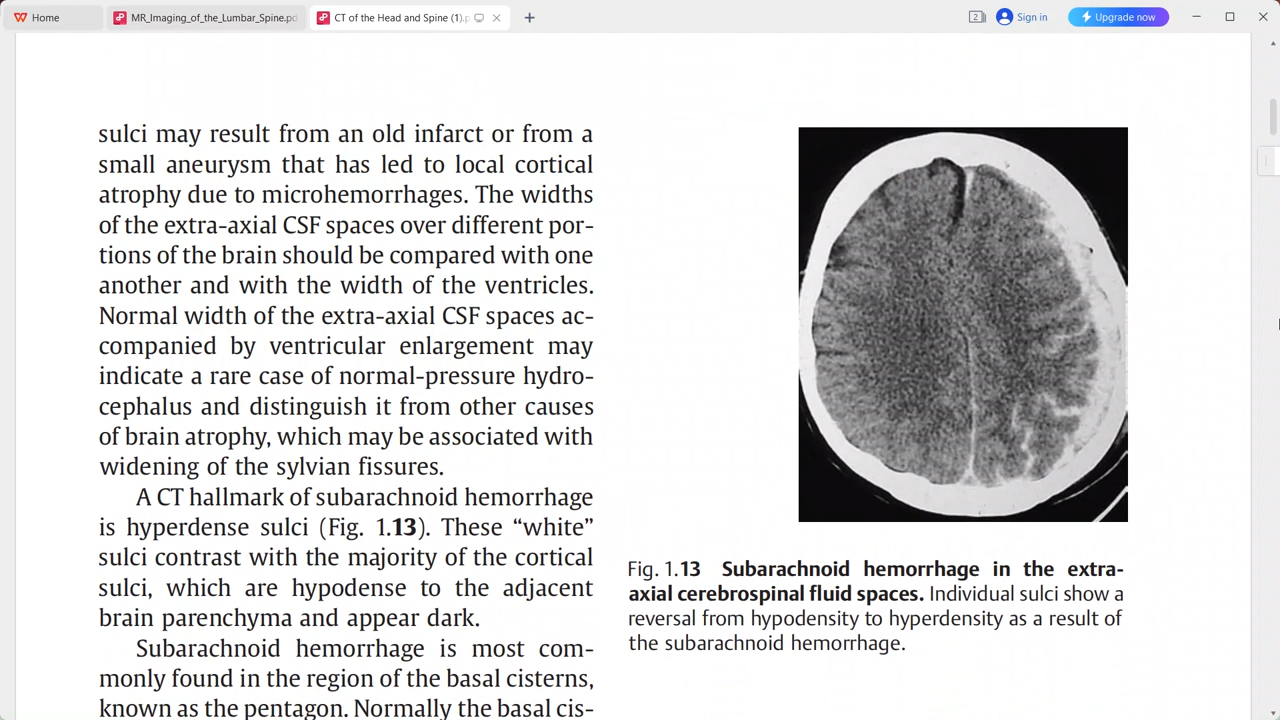 Home
MR_Imaging_of_the_Lumbar_Spine.pd
CT of the Head and Spine (1).p
2
Sign in
Upgrade now
sulci may result from an old infarct or from a
small aneurysm that has led to local cortical
atrophy due to microhemorrhages. The widths
of the extra-axial CSF spaces over different por-
tions of the brain should be compared with one
another and with the width of the ventricles.
Normal width of the extra-axial CSF spaces ac-
companied by ventricular enlargement may
indicate a rare case of normal-pressure hydro-
cephalus and distinguish it from other causes
of brain atrophy, which may be associated with
widening of the sylvian fissures.
A CT hallmark of subarachnoid hemorrhage
is hyperdense sulci (Fig. 1.13). These “white”
sulci contrast with the majority of the cortical
sulci, which are hypodense to the adjacent
brain parenchyma and appear dark.
Subarachnoid hemorrhage is most com-
monly found in the region of the basal cisterns,
known as the pentagon. Normally the basal cis-
Fig. 1.13 Subarachnoid hemorrhage in the extra-
axial cerebrospinal fluid spaces. Individual sulci show a
reversal from hypodensity to hyperdensity as a result of
the subarachnoid hemorrhage.